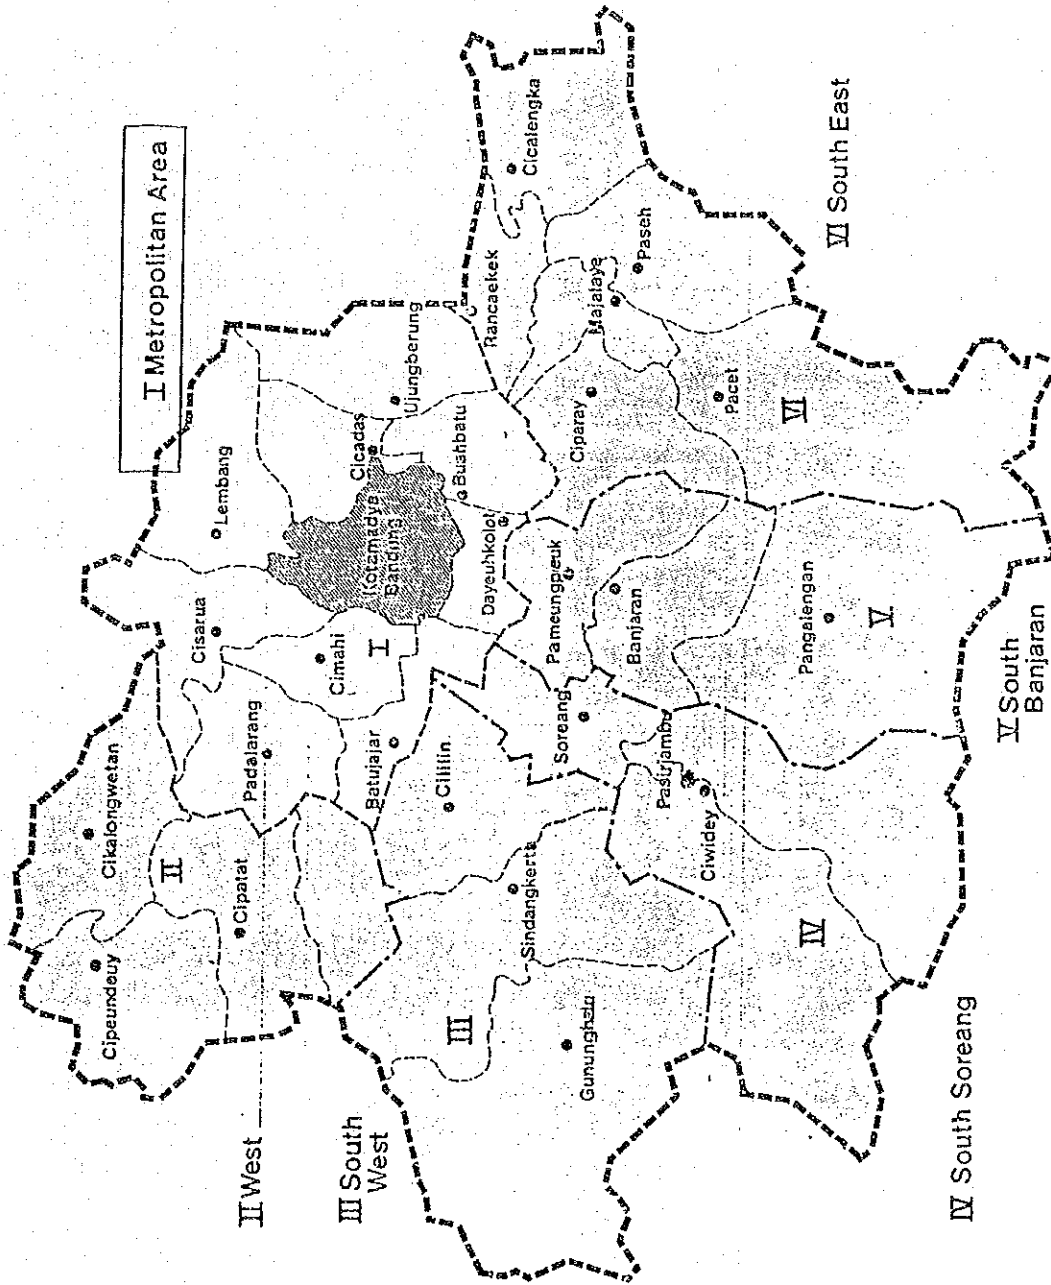 I Metropolitan Area
Cikalongwetan
Cipeundeuy
II
Cipatat
Cisarua
Lembang
Padalarang
Cimahi
I
Kotamadya
Bandung
Cicadas
Ujungberung
Batujajar
Buahbatu
Rancaekek
Cicalengka
II West
III South
West
Cililin
Dayeuhkolot
Soreang
Pameungpeuk
Ciparay
Majalaya
Paseh
III
Sindangkerta
Gununghalu
Banjaran
Pasirjambu
Ciwidey
Pacet
VI
VI South East
IV
Pangalengan
V
IV South Soreang
V South
Banjaran